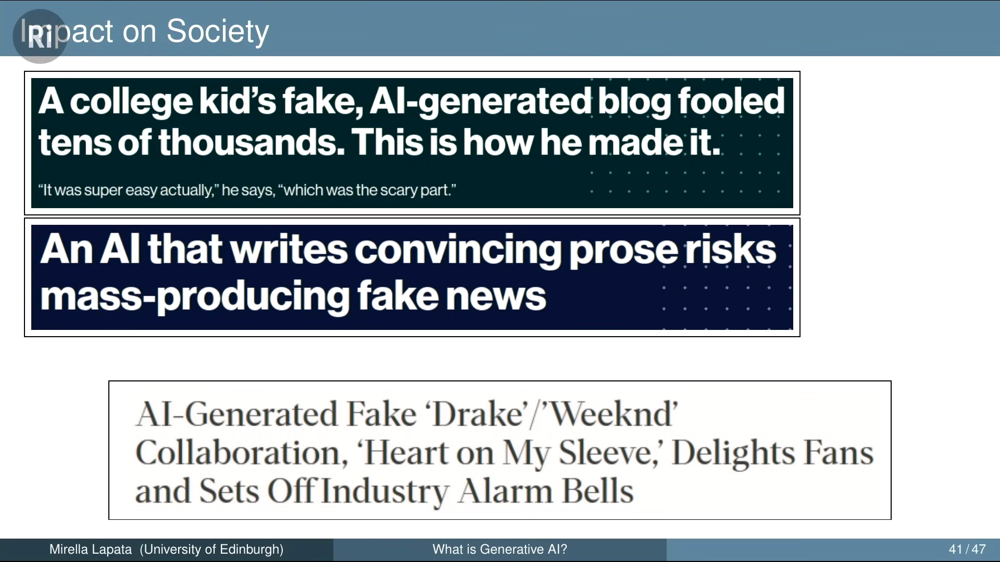 Impact on Society
Ri
A college kid’s fake, AI-generated blog fooled
tens of thousands. This is how he made it.
“It was super easy actually,” he says, “which was the scary part.”
An AI that writes convincing prose risks
mass-producing fake news
AI-Generated Fake ‘Drake’/’Weeknd’
Collaboration, ‘Heart on My Sleeve,’ Delights Fans
and Sets Off Industry Alarm Bells
Mirella Lapata (University of Edinburgh)
What is Generative AI?
41 / 47